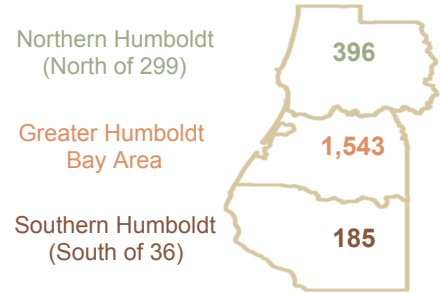 Northern Humboldt
(North of 299)
396
Greater Humboldt
Bay Area
1,543
Southern Humboldt
(South of 36)
185